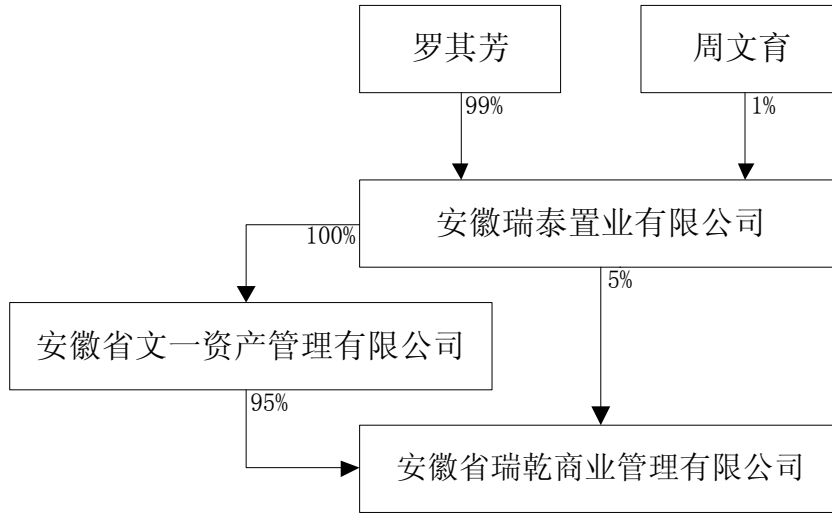 罗其芳
周文育
99%
1%
安徽瑞泰置业有限公司
100%
5%
安徽省文一资产管理有限公司
95%
安徽省瑞乾商业管理有限公司